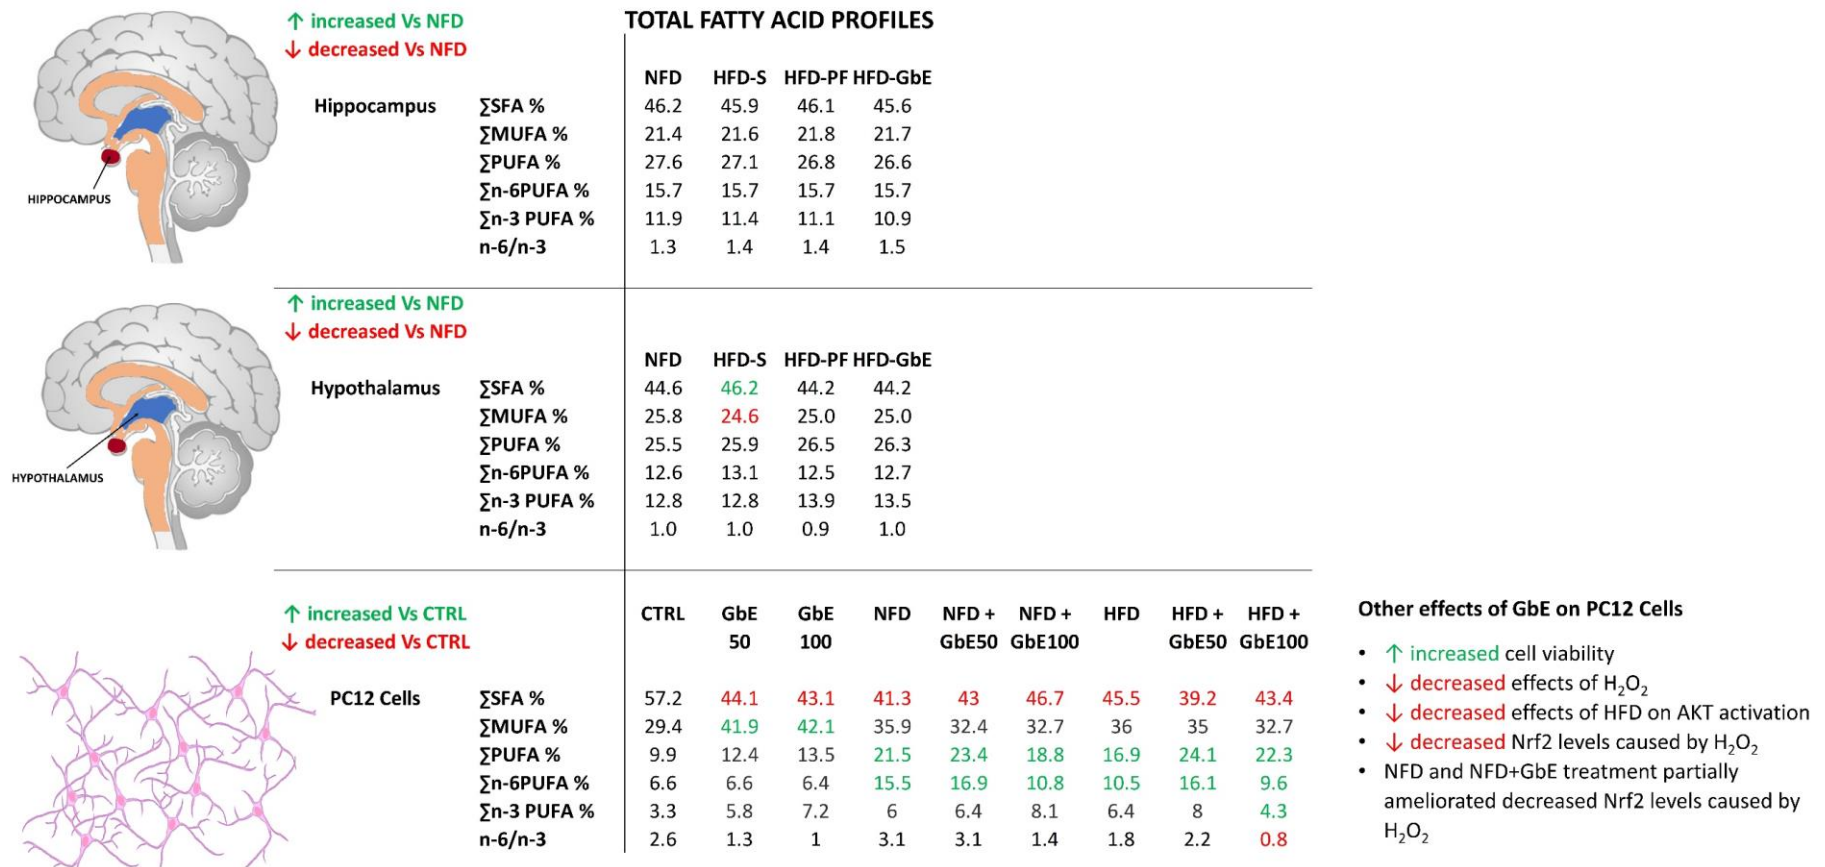 ↑ increased Vs NFD
↓ decreased Vs NFD
TOTAL FATTY ACID PROFILES
NFD HFD-S HFD-PF HFD-GbE
Hippocampus ∑SFA % 46.2 45.9 46.1 45.6
∑MUFA % 21.4 21.6 21.8 21.7
∑PUFA % 27.6 27.1 26.8 26.6
∑n-6PUFA % 15.7 15.7 15.7 15.7
∑n-3 PUFA % 11.9 11.4 11.1 10.9
n-6/n-3 1.3 1.4 1.4 1.5
HIPPOCAMPUS
↑ increased Vs NFD
↓ decreased Vs NFD
NFD HFD-S HFD-PF HFD-GbE
Hypothalamus ∑SFA % 44.6 46.2 44.2 44.2
∑MUFA % 25.8 24.6 25.0 25.0
∑PUFA % 25.5 25.9 26.5 26.3
∑n-6PUFA % 12.6 13.1 12.5 12.7
∑n-3 PUFA % 12.8 12.8 13.9 13.5
n-6/n-3 1.0 1.0 0.9 1.0
HYPOTHALAMUS
↑ increased Vs CTRL
↓ decreased Vs CTRL
CTRL GbE GbE NFD NFD + NFD + HFD HFD + HFD +
50 100 GbE50 GbE100 GbE50 GbE100
PC12 Cells ∑SFA % 57.2 44.1 43.1 41.3 43 46.7 45.5 39.2 43.4
∑MUFA % 29.4 41.9 42.1 35.9 32.4 32.7 36 35 32.7
∑PUFA % 9.9 12.4 13.5 21.5 23.4 18.8 16.9 24.1 22.3
∑n-6PUFA % 6.6 6.6 6.4 15.5 16.9 10.8 10.5 16.1 9.6
∑n-3 PUFA % 3.3 5.8 7.2 6 6.4 8.1 6.4 8 4.3
n-6/n-3 2.6 1.3 1 3.1 3.1 1.4 1.8 2.2 0.8
Other effects of GbE on PC12 Cells
• ↑ increased cell viability
• ↓ decreased effects of H₂O₂
• ↓ decreased effects of HFD on AKT activation
• ↓ decreased Nrf2 levels caused by H₂O₂
• NFD and NFD+GbE treatment partially
ameliorated decreased Nrf2 levels caused by
H₂O₂